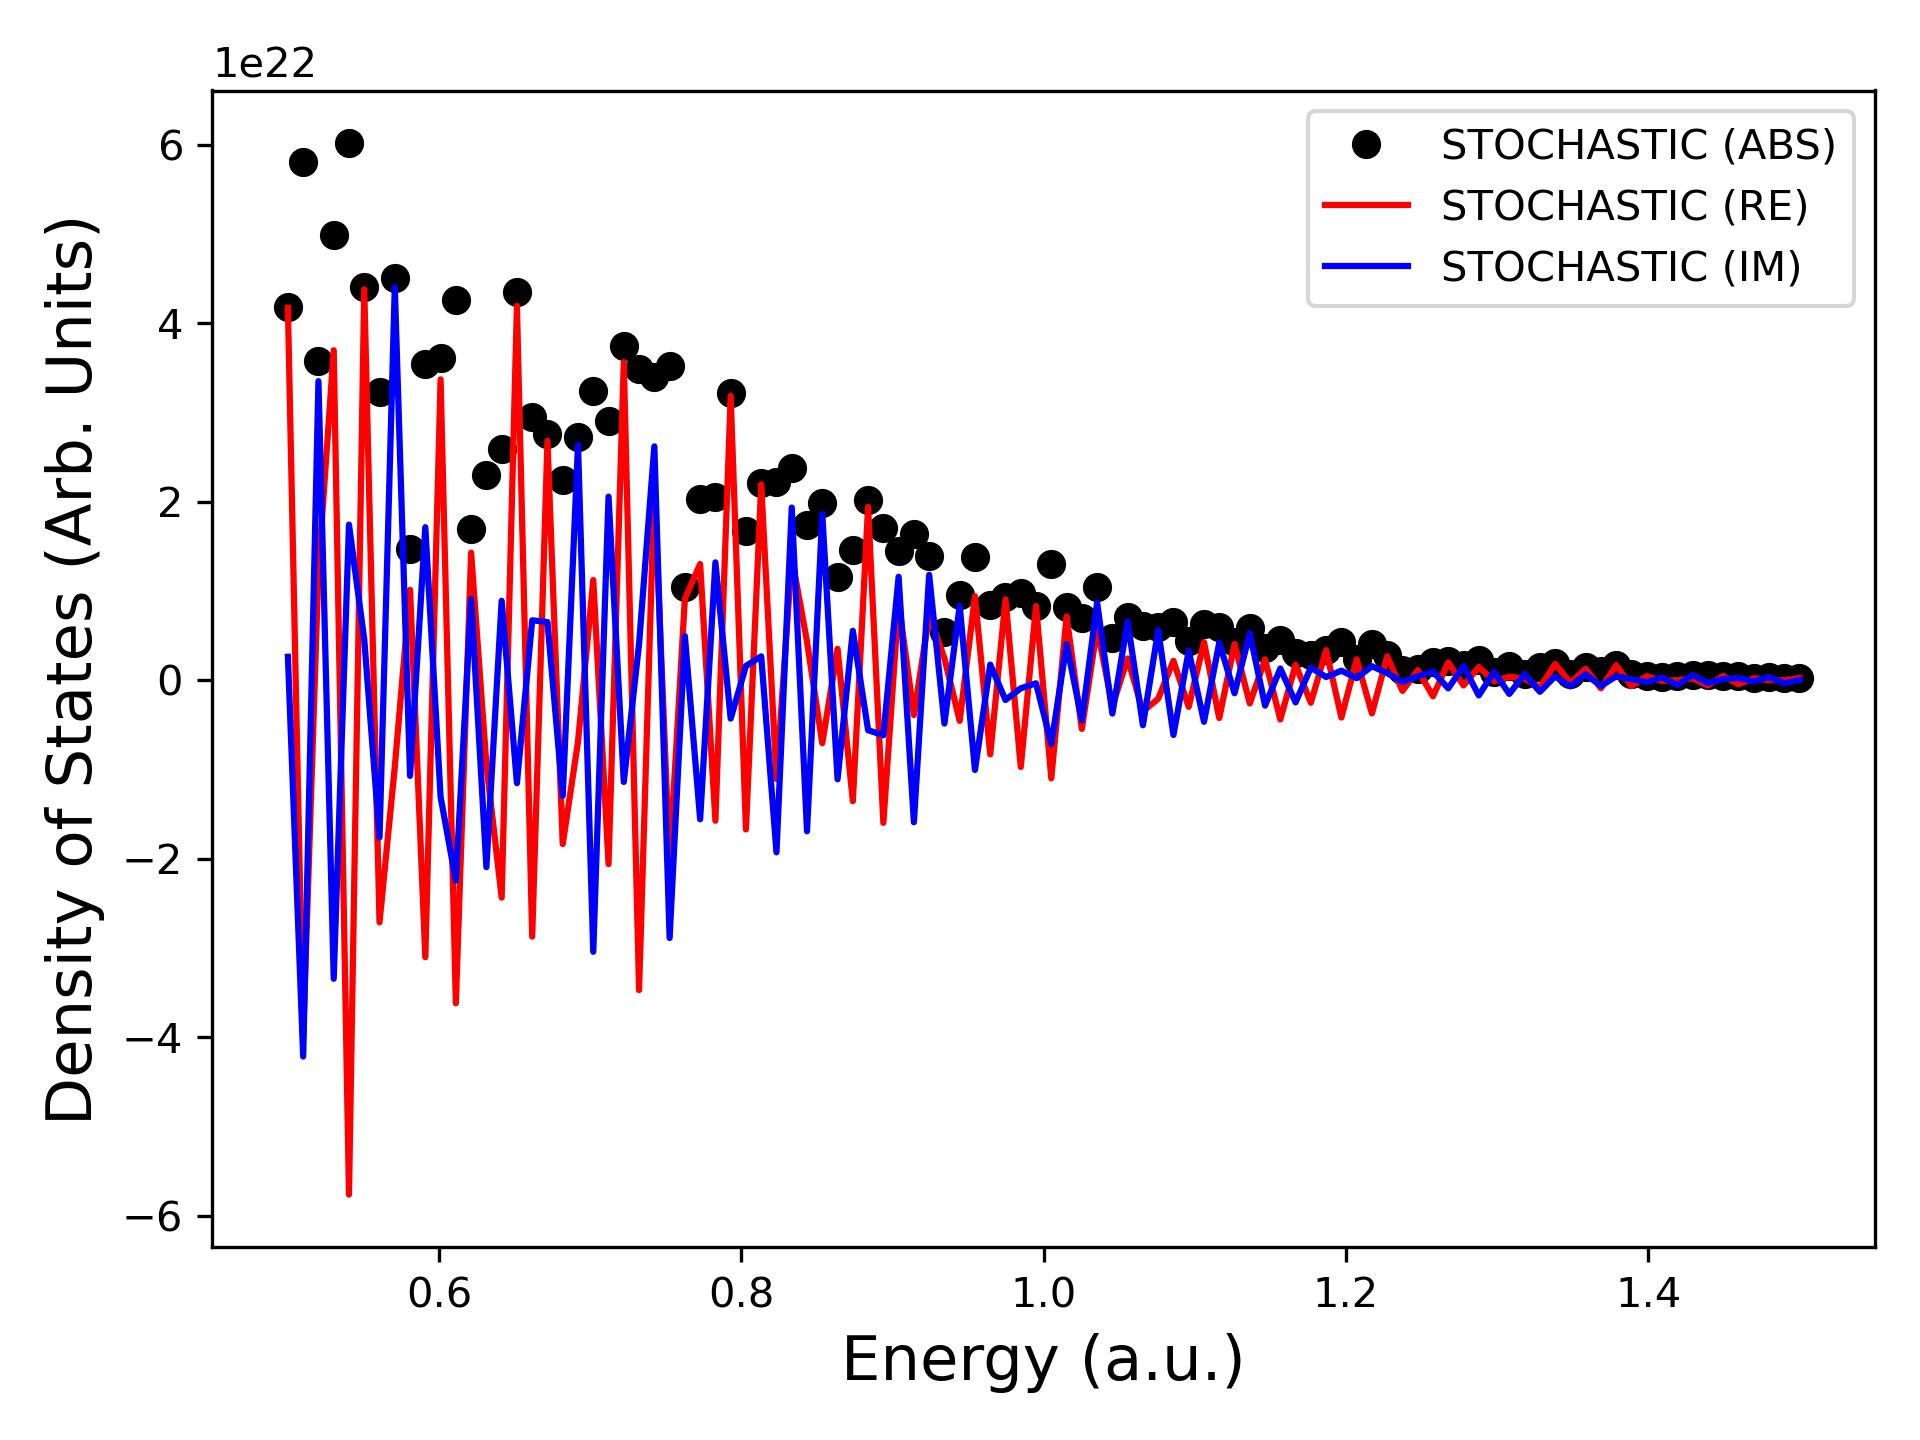 1e22
6
4
2
0
−2
−4
−6
Density of States (Arb. Units)
STOCHASTIC (ABS)
STOCHASTIC (RE)
STOCHASTIC (IM)
0.6 0.8 1.0 1.2 1.4
Energy (a.u.)